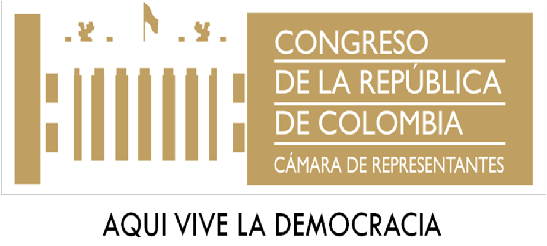 CONGRESO
DE LA REPÚBLICA
DE COLOMBIA
CÁMARA DE REPRESENTANTES
AQUI VIVE LA DEMOCRACIA